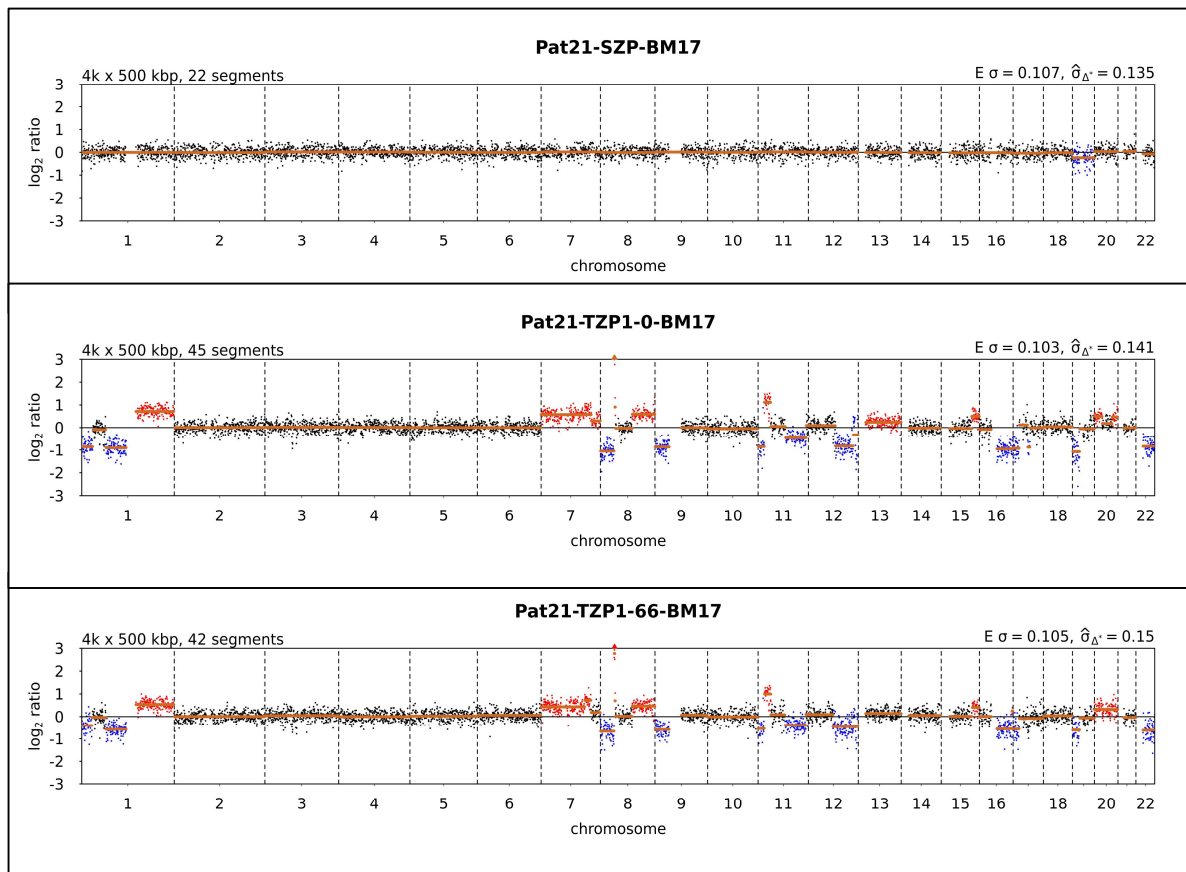 Pat21-SZP-BM17
4k x 500 kbp, 22 segments
E σ = 0.107, σ̂Δ* = 0.135
3
2
1
0
-1
-2
-3
log2 ratio
1 2 3 4 5 6 7 8 9 10 11 12 13 14 15 16 18 20 22
chromosome
Pat21-TZP1-0-BM17
4k x 500 kbp, 45 segments
E σ = 0.103, σ̂Δ* = 0.141
3
2
1
0
-1
-2
-3
log2 ratio
1 2 3 4 5 6 7 8 9 10 11 12 13 14 15 16 18 20 22
chromosome
Pat21-TZP1-66-BM17
4k x 500 kbp, 42 segments
E σ = 0.105, σ̂Δ* = 0.15
3
2
1
0
-1
-2
-3
log2 ratio
1 2 3 4 5 6 7 8 9 10 11 12 13 14 15 16 18 20 22
chromosome